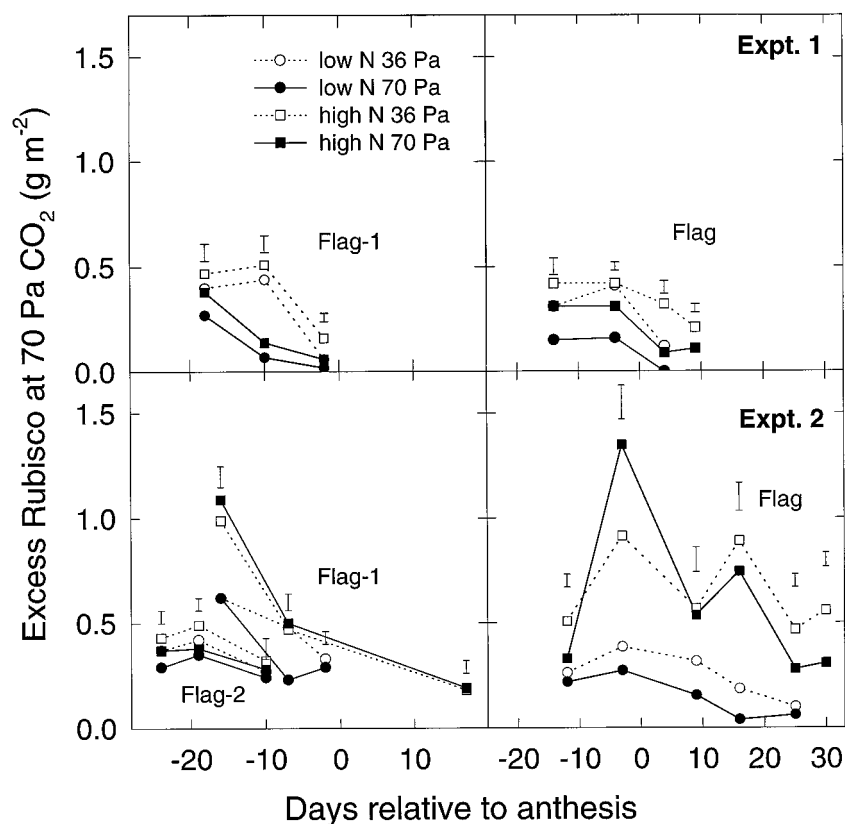 Excess Rubisco at 70 Pa CO₂ (g m⁻²)
1.5
1.0
0.5
0.0
low N 36 Pa
low N 70 Pa
high N 36 Pa
high N 70 Pa
Flag-1
Expt. 1
Flag
1.5
1.0
0.5
0.0
Flag-1
Flag-2
Expt. 2
Flag
-20 -10 0
-20 -10 0 10 20 30
Days relative to anthesis